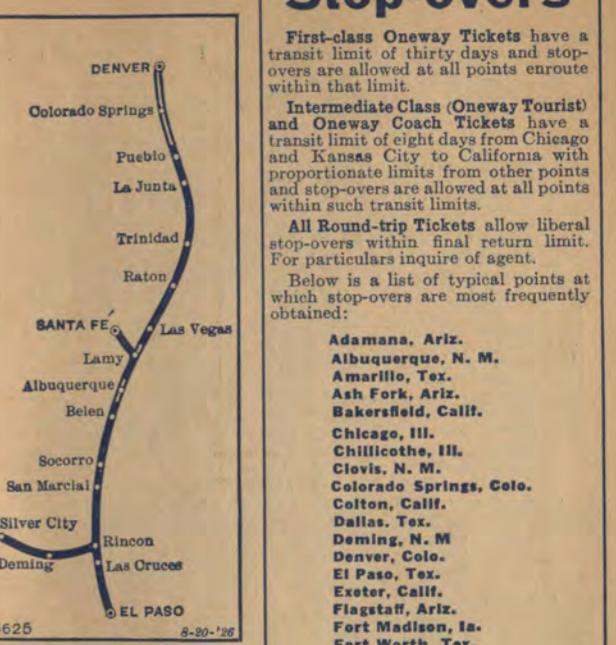 DENVER
Colorado Springs
Pueblo
La Junta
Trinidad
Raton
SANTA FÉ
Las Vegas
Lamy
Albuquerque
Belen
Socorro
San Marcial
Silver City
Rincon
Deming
Las Cruces
EL PASO
625
8-20-'26
Stop-overs
First-class Oneway Tickets have a
transit limit of thirty days and stop-
overs are allowed at all points enroute
within that limit.
Intermediate Class (Oneway Tourist)
and Oneway Coach Tickets have a
transit limit of eight days from Chicago
and Kansas City to California with
proportionate limits from other points
and stop-overs are allowed at all points
within such transit limits.
All Round-trip Tickets allow liberal
stop-overs within final return limit.
For particulars inquire of agent.
Below is a list of typical points at
which stop-overs are most frequently
obtained:
Adamana, Ariz.
Albuquerque, N. M.
Amarillo, Tex.
Ash Fork, Ariz.
Bakersfield, Calif.
Chicago, Ill.
Chillicothe, Ill.
Clovis, N. M.
Colorado Springs, Colo.
Colton, Calif.
Dallas. Tex.
Deming, N. M
Denver, Colo.
El Paso, Tex.
Exeter, Calif.
Flagstaff, Ariz.
Fort Madison, Ia.
Fort Worth, Tex.